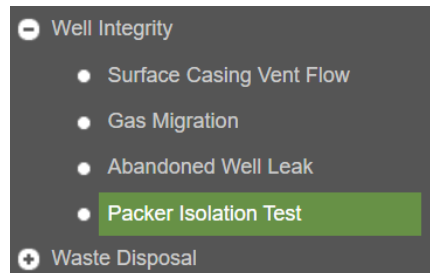 Well Integrity
Surface Casing Vent Flow
Gas Migration
Abandoned Well Leak
Packer Isolation Test
Waste Disposal